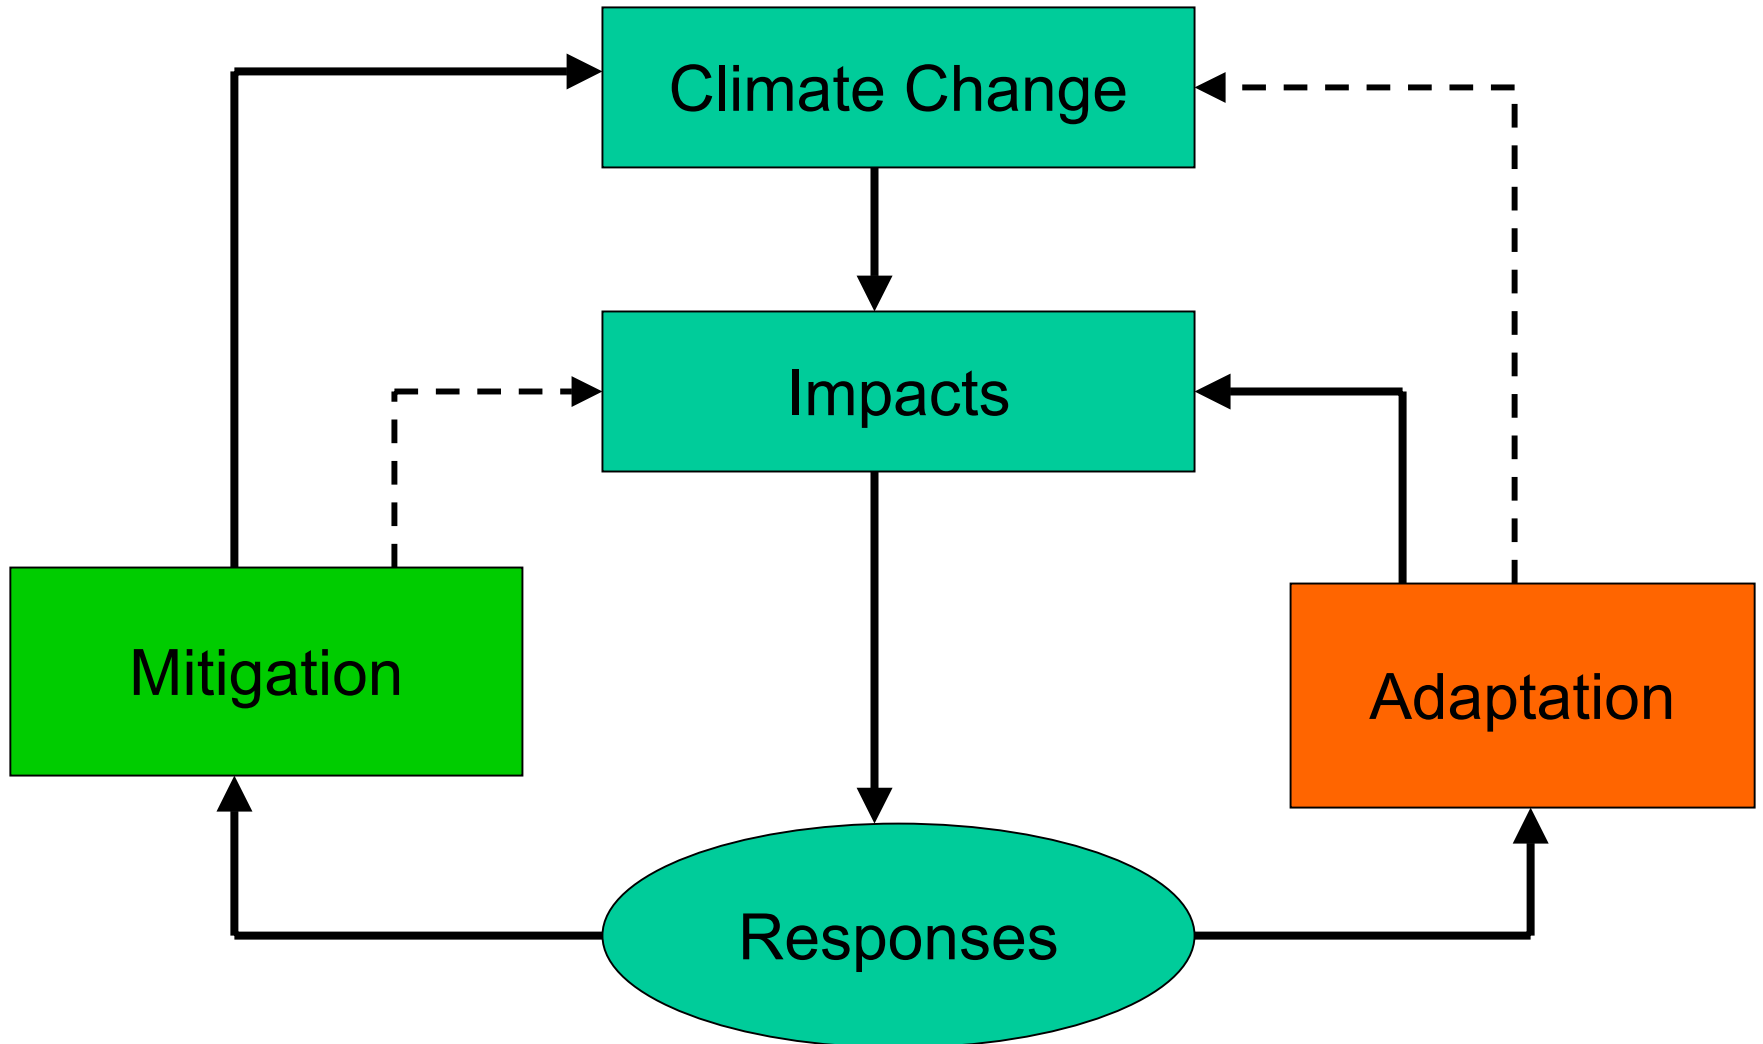 Climate Change
Impacts
Mitigation
Adaptation
Responses